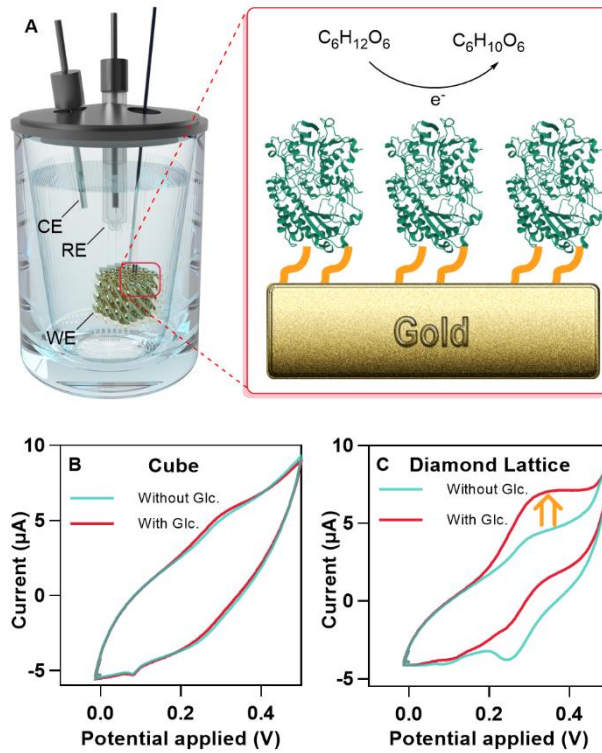 A
CE
RE
WE
C₆H₁₂O₆ C₆H₁₀O₆
e⁻
Gold
B Cube
Without Glc.
With Glc.
Current (µA)
10
5
0
-5
0.0 0.2 0.4
Potential applied (V)
C Diamond Lattice
Without Glc.
With Glc.
Current (µA)
10
5
0
-5
0.0 0.2 0.4
Potential applied (V)